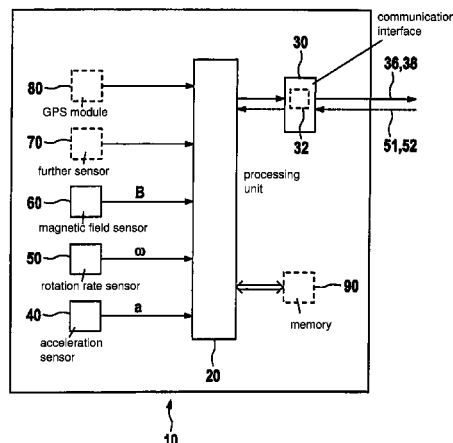 communication
interface
30
36,38
80
GPS module
32
51,52
70
further sensor
processing
unit
60
B
magnetic field sensor
50
ω
rotation rate sensor
90
40
a
memory
acceleration
sensor
20
10